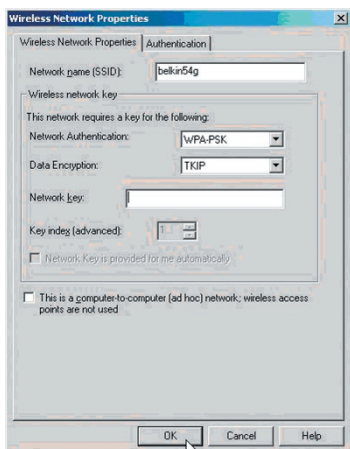 Wireless Network Properties
Wireless Network Properties Authentication
Network name (SSID): belkin54g
Wireless network key
This network requires a key for the following:
Network Authentication: WPA-PSK
Data Encryption: TKIP
Network key:
Key index (advanced): 1
Network Key is provided for me automatically
This is a computer-to-computer (ad hoc) network; wireless access
points are not used
OK Cancel Help